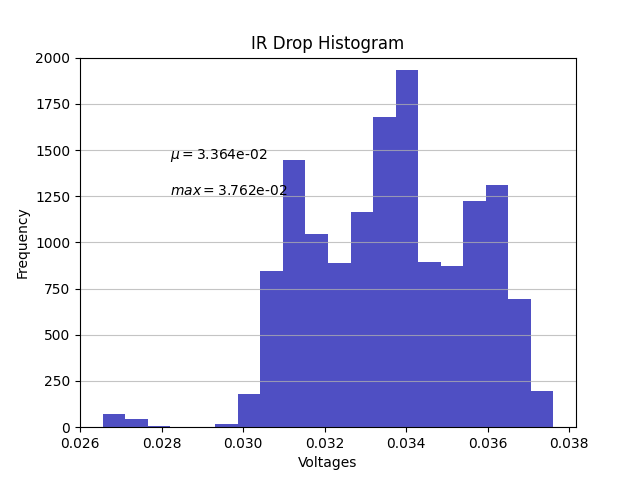 IR Drop Histogram
2000
1750
1500
1250
1000
750
500
250
0
Frequency
μ = 3.364e-02
max = 3.762e-02
0.026 0.028 0.030 0.032 0.034 0.036 0.038
Voltages